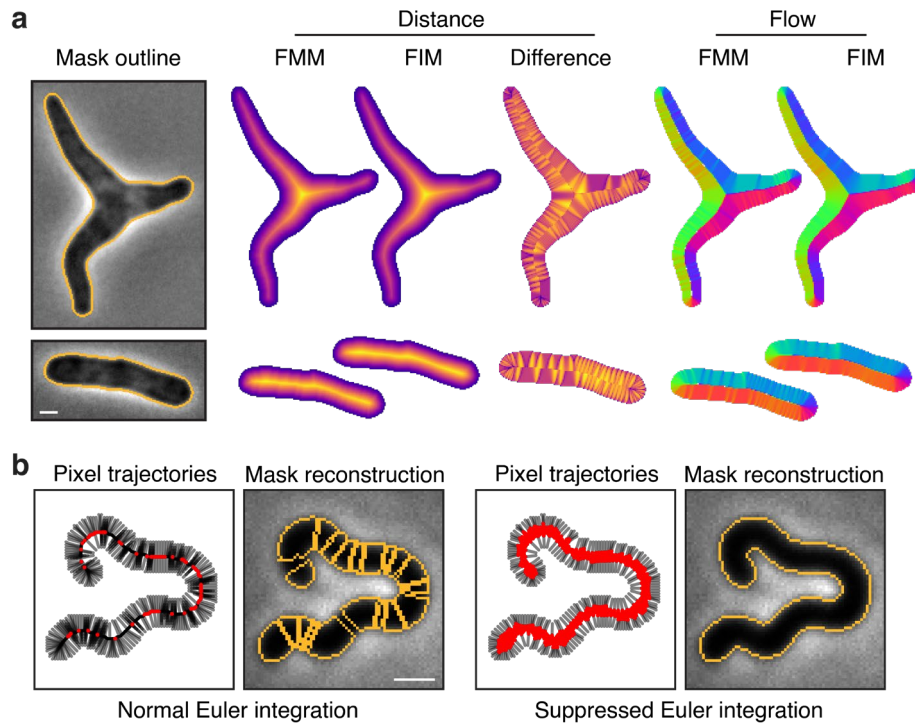 a
Distance
Flow
Mask outline
FMM
FIM
Difference
FMM
FIM
b
Pixel trajectories
Mask reconstruction
Pixel trajectories
Mask reconstruction
Normal Euler integration
Suppressed Euler integration